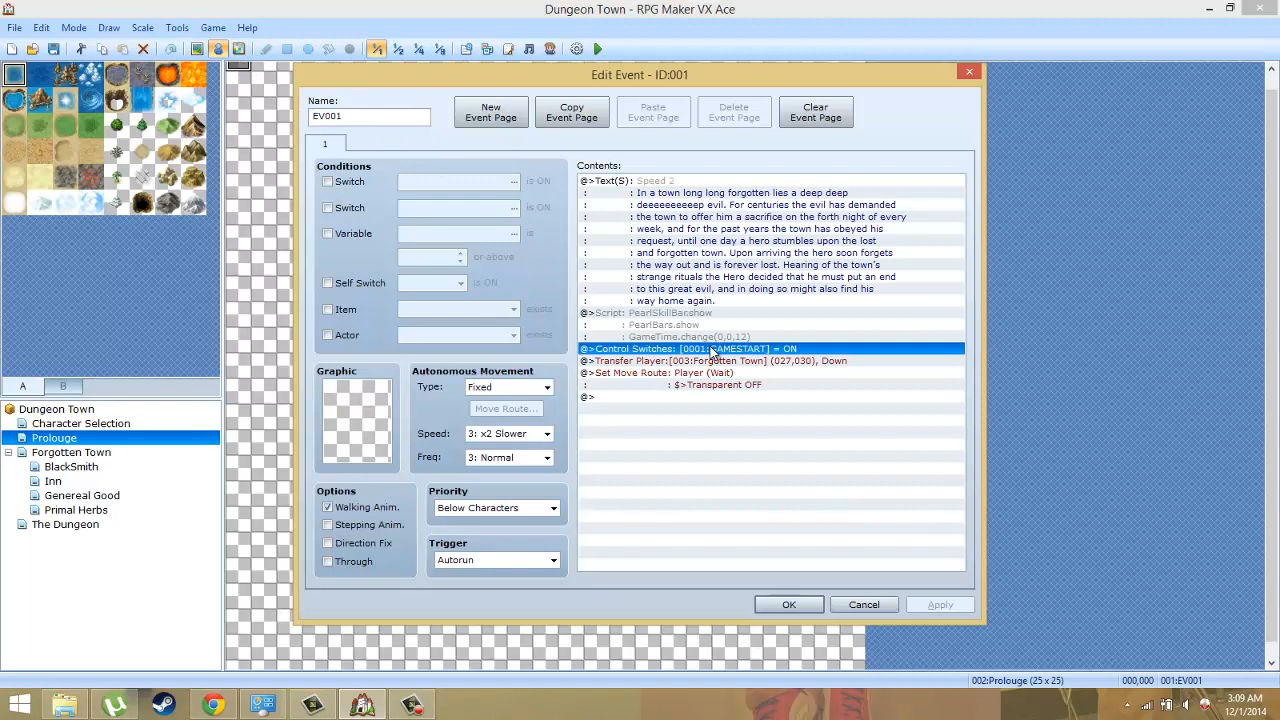 Dungeon Town - RPG Maker VX Ace
File Edit Mode Draw Scale Tools Game Help
Edit Event - ID:001
Name:
EV001
New Event Page
Copy Event Page
Paste Event Page
Delete Event Page
Clear Event Page
1
Conditions
Switch ... is ON
Switch ... is ON
Variable ... is
or above
Self Switch is ON
Item exists
Actor exists
Graphic
Autonomous Movement
Type: Fixed
Move Route...
Speed: 3: x2 Slower
Freq: 3: Normal
Options
Walking Anim.
Stepping Anim.
Direction Fix
Through
Priority
Below Characters
Trigger
Autorun
Contents:
@>Text(S): Speed 2
: : In a town long long forgotten lies a deep deep
: : deeeeeeeeep evil. For centuries the evil has demanded
: : the town to offer him a sacrifice on the forth night of every
: : week, and for the past years the town has obeyed his
: : request, until one day a hero stumbles upon the lost
: : and forgotten town. Upon arriving the hero soon forgets
: : the way out and is forever lost. Hearing of the town's
: : strange rituals the Hero decided that he must put an end
: : to this great evil, and in doing so might also find his
: : way home again.
@>Script: PearlSkillBar.show
: : PearlBars.show
: : GameTime.change(0,0,12)
@>Control Switches: [0001:GAMESTART] = ON
@>Transfer Player:[003:Forgotten Town] (027,030), Down
@>Set Move Route: Player (Wait)
: : $>Transparent OFF
@>
OK Cancel Apply
A B
Dungeon Town
Character Selection
Prolouge
Forgotten Town
BlackSmith
Inn
Genereal Good
Primal Herbs
The Dungeon
002:Prolouge (25 x 25) 000,000 001:EV001
3:09 AM
12/1/2014